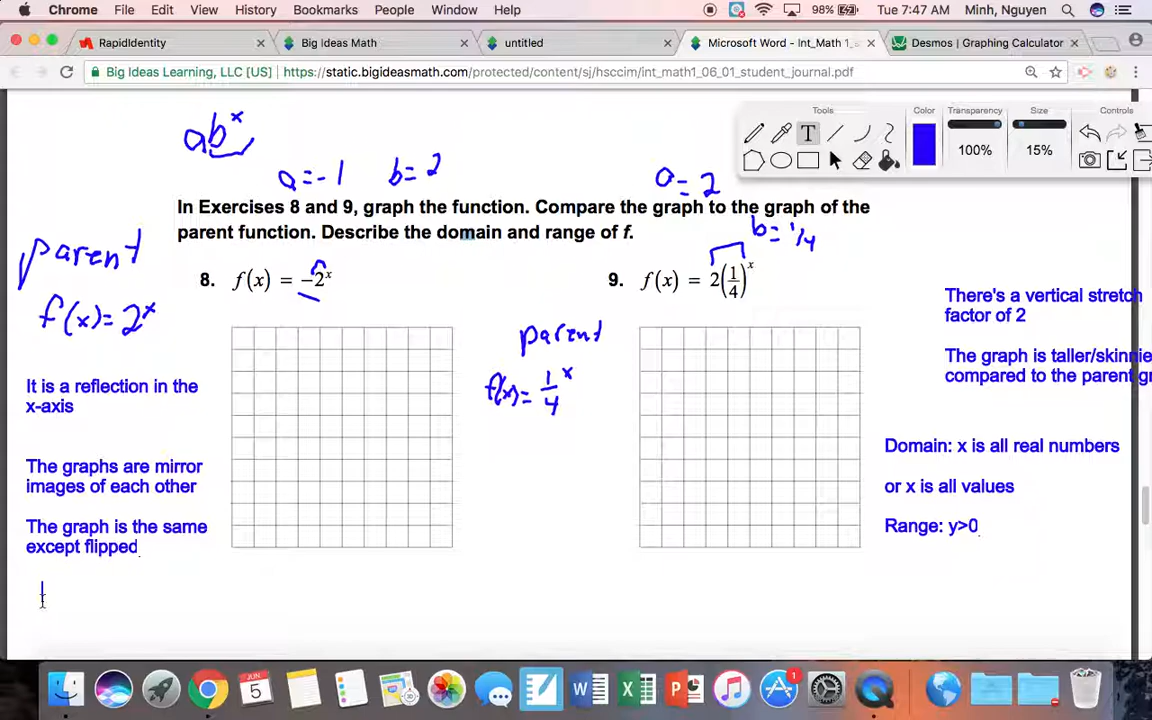 Chrome File Edit View History Bookmarks People Window Help 98% Tue 7:47 AM Minh, Nguyen
RapidIdentity
Big Ideas Math
untitled
Microsoft Word - Int_Math 1_
Desmos | Graphing Calculator
Big Ideas Learning, LLC [US] https://static.bigideasmath.com/protected/content/sj/hsccim/int_math1_06_01_student_journal.pdf
Tools Color Transparency Size Controls
T 100% 15%
ab^x
a=-1 b=2
a=2
In Exercises 8 and 9, graph the function. Compare the graph to the graph of the
parent function. Describe the domain and range of f.
b=1/4
parent
f(x)=2^x
8. f(x) = −2^x
9. f(x) = 2(1/4)^x
parent
f(x)=1/4^x
It is a reflection in the
x-axis
The graphs are mirror
images of each other
The graph is the same
except flipped
There's a vertical stretch
factor of 2
The graph is taller/skinnie
compared to the parent gr
Domain: x is all real numbers
or x is all values
Range: y>0
JUN
5
1